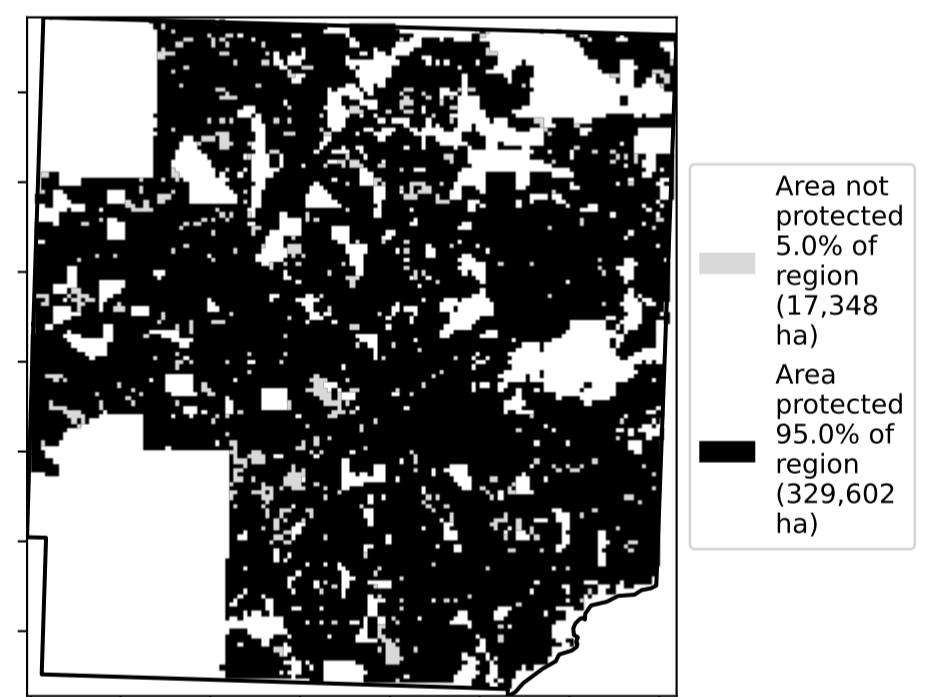 Area not
protected
5.0% of
region
(17,348
ha)
Area
protected
95.0% of
region
(329,602
ha)